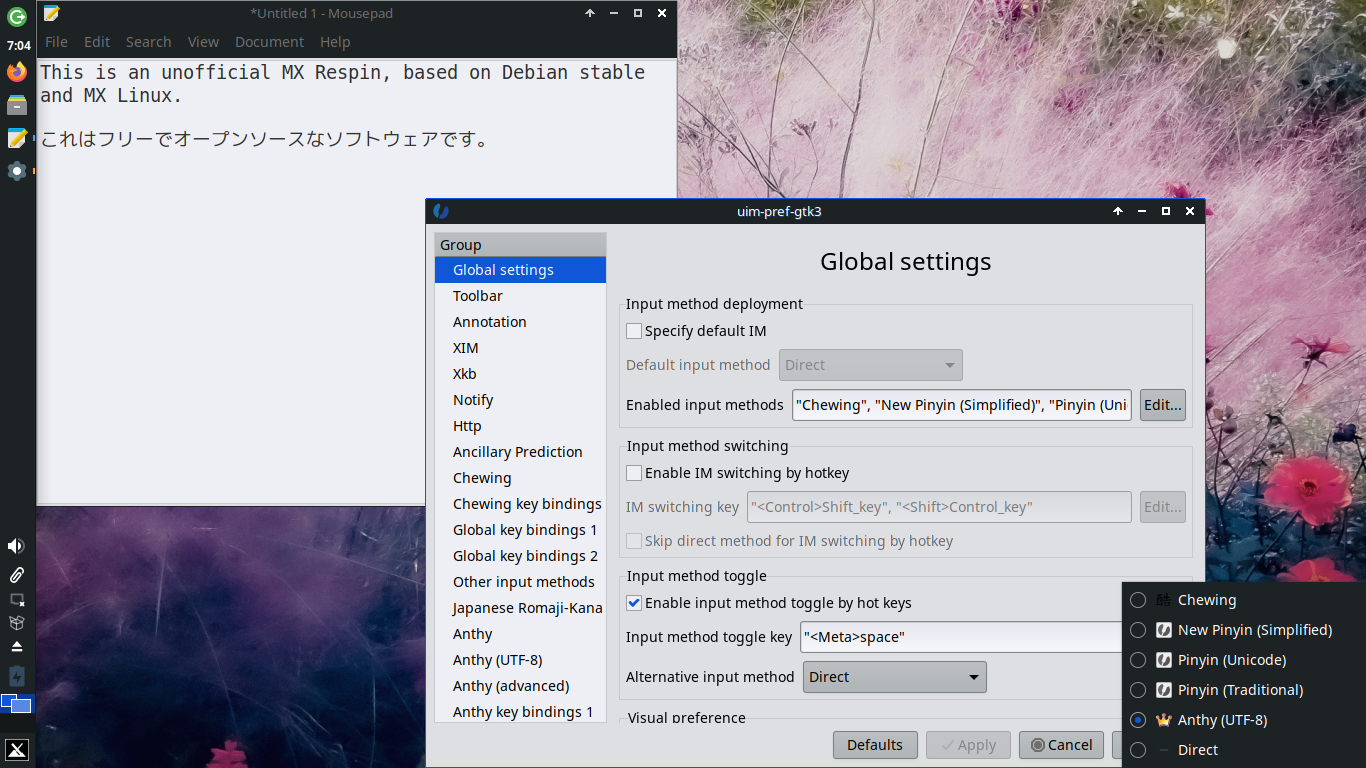 7:04
*Untitled 1 - Mousepad
File Edit Search View Document Help
This is an unofficial MX Respin, based on Debian stable
and MX Linux.
これはフリーでオープンソースなソフトウェアです。
uim-pref-gtk3
Group
Global settings
Toolbar
Annotation
XIM
Xkb
Notify
Http
Ancillary Prediction
Chewing
Chewing key bindings
Global key bindings 1
Global key bindings 2
Other input methods
Japanese Romaji-Kana
Anthy
Anthy (UTF-8)
Anthy (advanced)
Anthy key bindings 1
Global settings
Input method deployment
Specify default IM
Default input method Direct
Enabled input methods "Chewing", "New Pinyin (Simplified)", "Pinyin (Uni Edit...
Input method switching
Enable IM switching by hotkey
IM switching key "<Control>Shift_key", "<Shift>Control_key" Edit...
Skip direct method for IM switching by hotkey
Input method toggle
Enable input method toggle by hot keys
Input method toggle key "<Meta>space"
Alternative input method Direct
Visual preference
Defaults Apply Cancel
酷 Chewing
New Pinyin (Simplified)
Pinyin (Unicode)
Pinyin (Traditional)
Anthy (UTF-8)
Direct